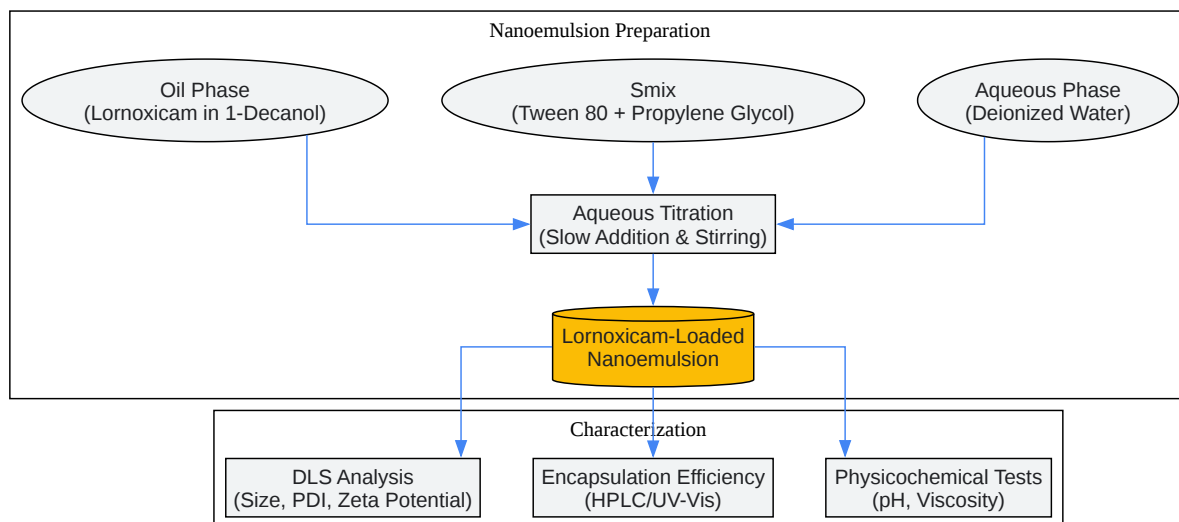 Nanoemulsion Preparation
Oil Phase
(Lornoxicam in 1-Decanol)
Smix
(Tween 80 + Propylene Glycol)
Aqueous Phase
(Deionized Water)
Aqueous Titration
(Slow Addition & Stirring)
Lornoxicam-Loaded
Nanoemulsion
Characterization
DLS Analysis
(Size, PDI, Zeta Potential)
Encapsulation Efficiency
(HPLC/UV-Vis)
Physicochemical Tests
(pH, Viscosity)